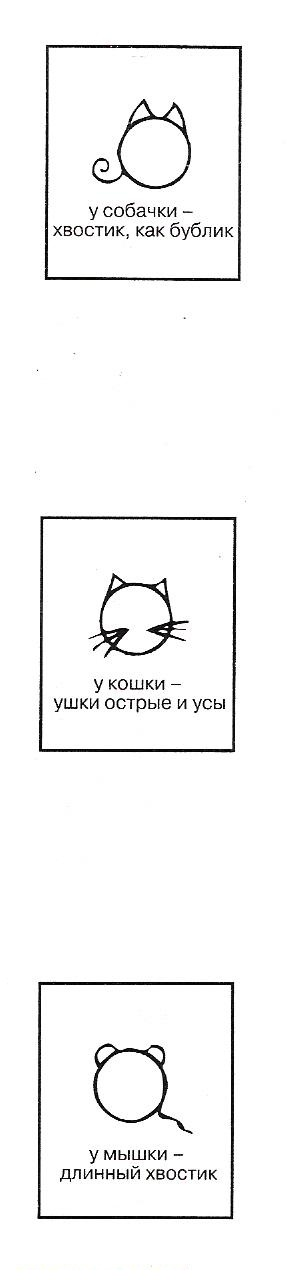 у собачки –
хвостик, как бублик
у кошки –
ушки острые и усы
у мышки –
длинный хвостик